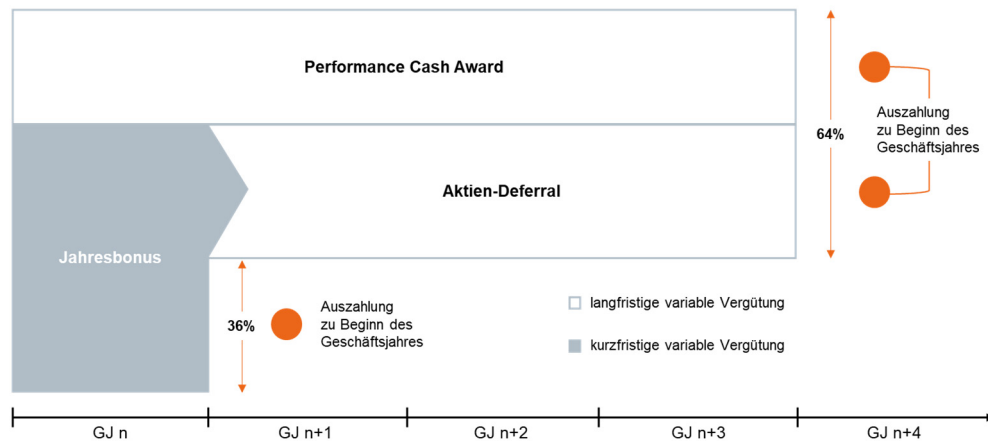 Performance Cash Award
Auszahlung
zu Beginn des
Geschäftsjahres
64%
Aktien-Deferral
Jahresbonus
36%
Auszahlung
zu Beginn des
Geschäftsjahres
langfristige variable Vergütung
kurzfristige variable Vergütung
GJ n
GJ n+1
GJ n+2
GJ n+3
GJ n+4